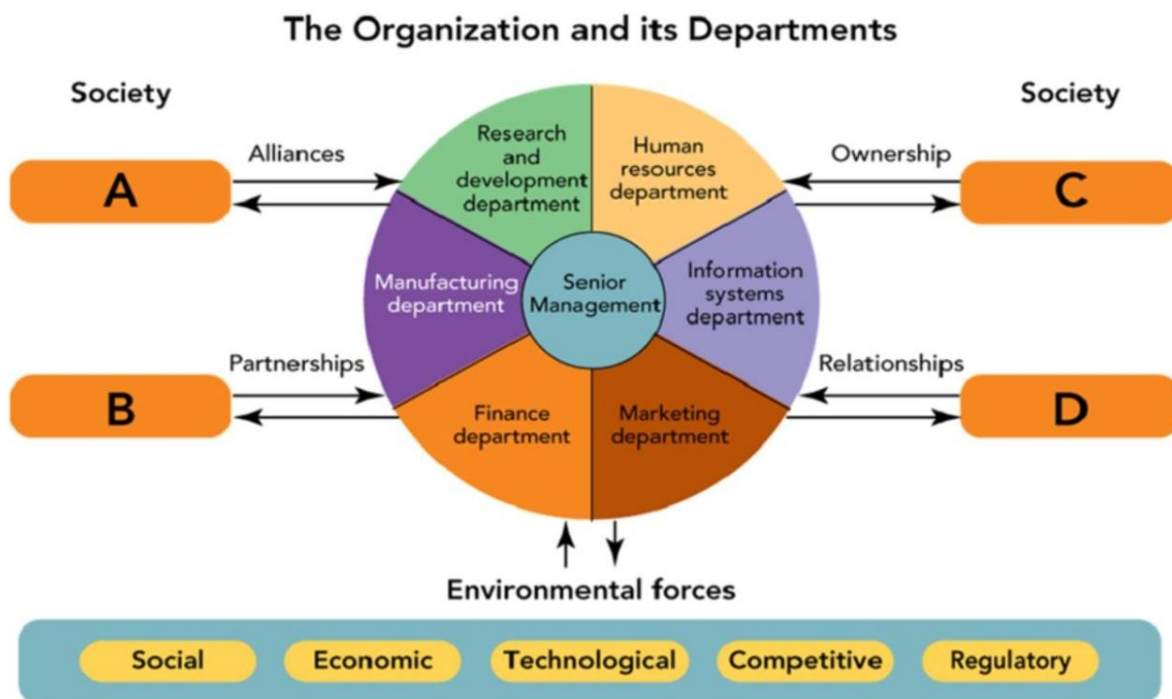 The Organization and its Departments
Society
Society
Alliances
Ownership
A
C
Research
and
development
department
Human
resources
department
Manufacturing
department
Senior
Management
Information
systems
department
Partnerships
Relationships
B
D
Finance
department
Marketing
department
Environmental forces
Social
Economic
Technological
Competitive
Regulatory